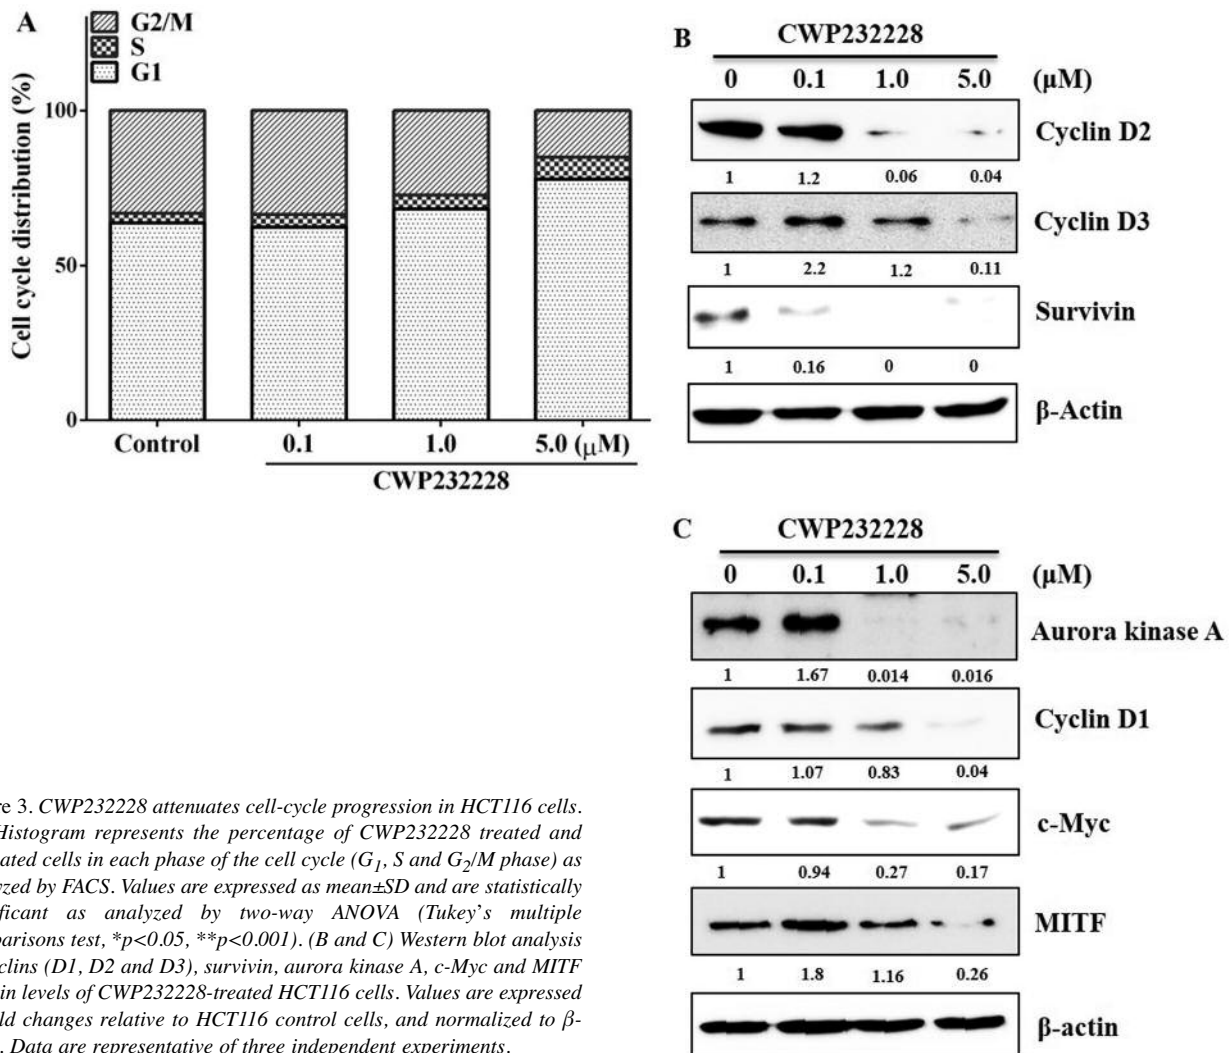 A
G2/M
S
G1
Cell cycle distribution (%)
100
50
0
Control 0.1 1.0 5.0 (μM)
CWP232228
B
CWP232228
0 0.1 1.0 5.0 (μM)
Cyclin D2
1 1.2 0.06 0.04
Cyclin D3
1 2.2 1.2 0.11
Survivin
1 0.16 0 0
β-Actin
C
CWP232228
0 0.1 1.0 5.0 (μM)
Aurora kinase A
1 1.67 0.014 0.016
Cyclin D1
1 1.07 0.83 0.04
c-Myc
1 0.94 0.27 0.17
MITF
1 1.8 1.16 0.26
β-actin
re 3. CWP232228 attenuates cell-cycle progression in HCT116 cells.
Histogram represents the percentage of CWP232228 treated and
ated cells in each phase of the cell cycle (G1, S and G2/M phase) as
yzed by FACS. Values are expressed as mean±SD and are statistically
ficant as analyzed by two-way ANOVA (Tukey's multiple
parisons test, *p<0.05, **p<0.001). (B and C) Western blot analysis
clins (D1, D2 and D3), survivin, aurora kinase A, c-Myc and MITF
in levels of CWP232228-treated HCT116 cells. Values are expressed
ld changes relative to HCT116 control cells, and normalized to β-
. Data are representative of three independent experiments.